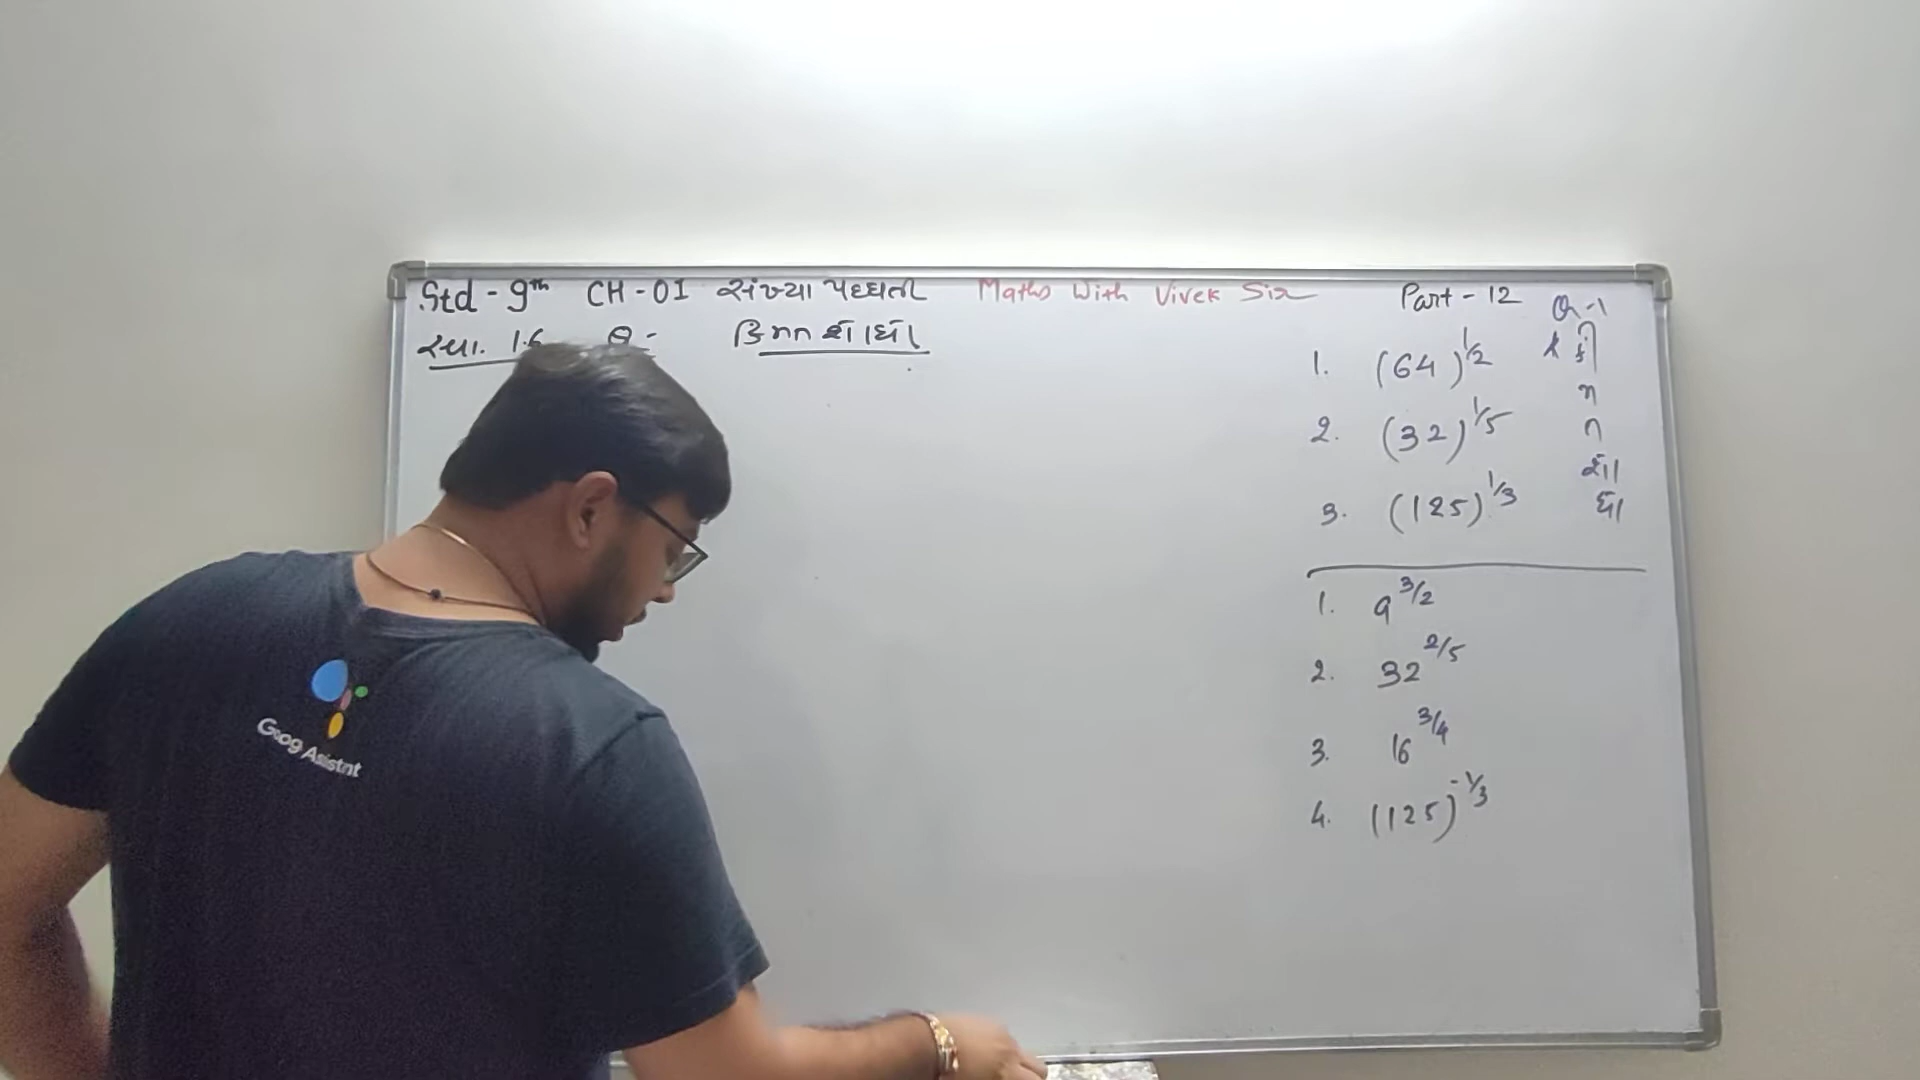 Std - 9th CH - 01 સંખ્યા પદ્ધતી Maths With Vivek Sir Part - 12
સ્વા. 1.6 Q - કિંમત શોધો
Q-1
1. (64)^1/2
2. (32)^1/5
3. (125)^1/3
શોધો
1. 9^3/2
2. 32^2/5
3. 16^3/4
4. (125)^-1/3
Goog Asistnt